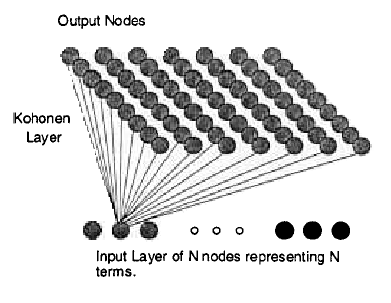 Output Nodes
Kohonen
Layer
Input Layer of N nodes representing N
terms.